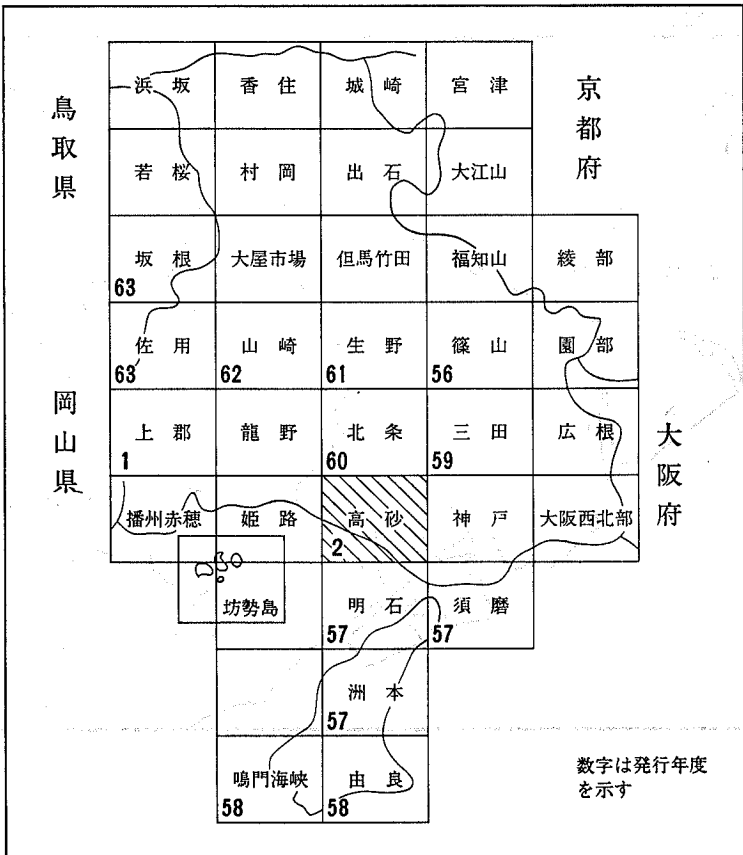 浜坂 香住 城崎 宮津
鳥取県
京都府
若桜 村岡 出石 大江山
坂根 大屋市場 但馬竹田 福知山 綾部
63
佐用 山崎 生野 篠山 園部
63 62 61 56
岡山県
上郡 龍野 北条 三田 広根
1 60 59
大阪府
播州赤穂 姫路 高砂 神戸 大阪西北部
2
坊勢島 明石 須磨
57 57
洲本
57
鳴門海峡 由良
58 58
数字は発行年度
を示す